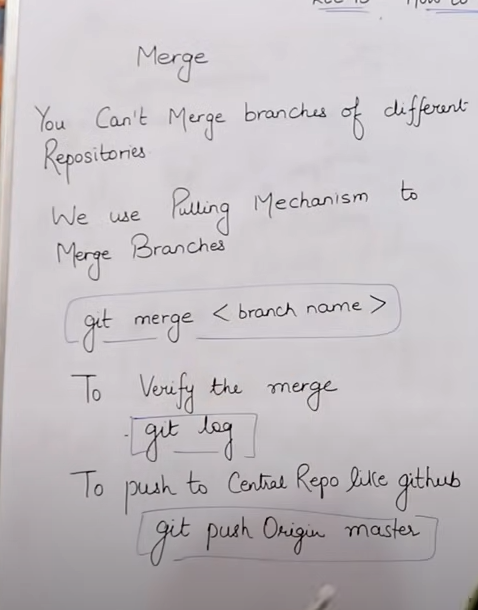 Merge
You Can't Merge branches of different
Repositories.
We use Pulling Mechanism to
Merge Branches
git merge < branch name >
To Verify the merge
git log
To push to Central Repo like github
git push Origin master